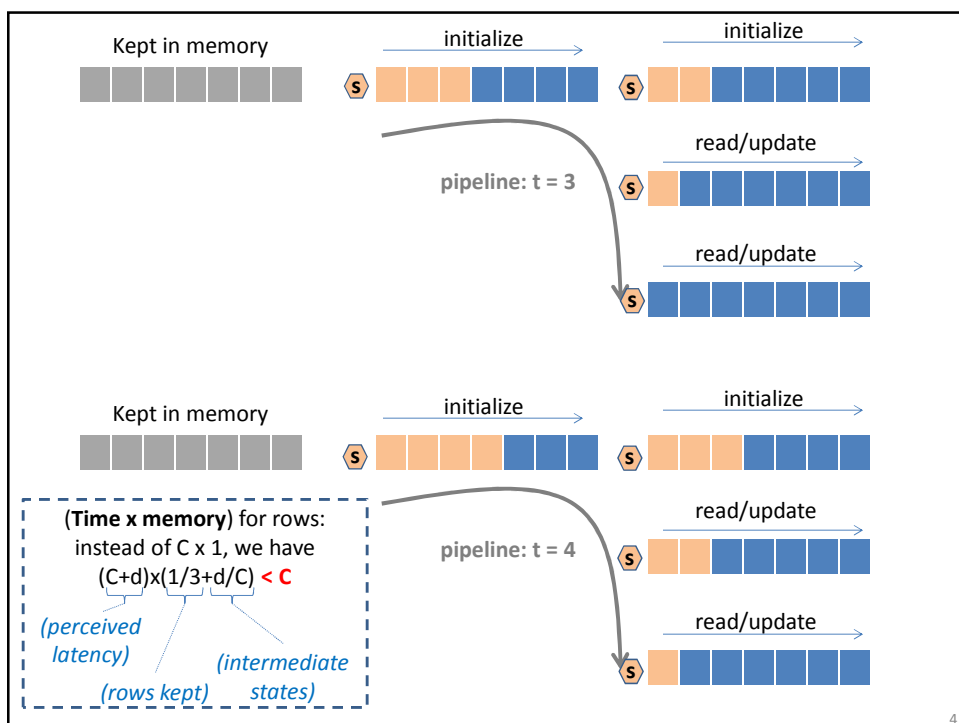 Kept in memory
initialize
initialize
S
S
read/update
pipeline: t = 3
S
read/update
S
Kept in memory
initialize
initialize
S
S
read/update
pipeline: t = 4
S
read/update
S
(Time x memory) for rows:
instead of C x 1, we have
(C+d)x(1/3+d/C) < C
(perceived
latency)
(rows kept)
(intermediate
states)
4